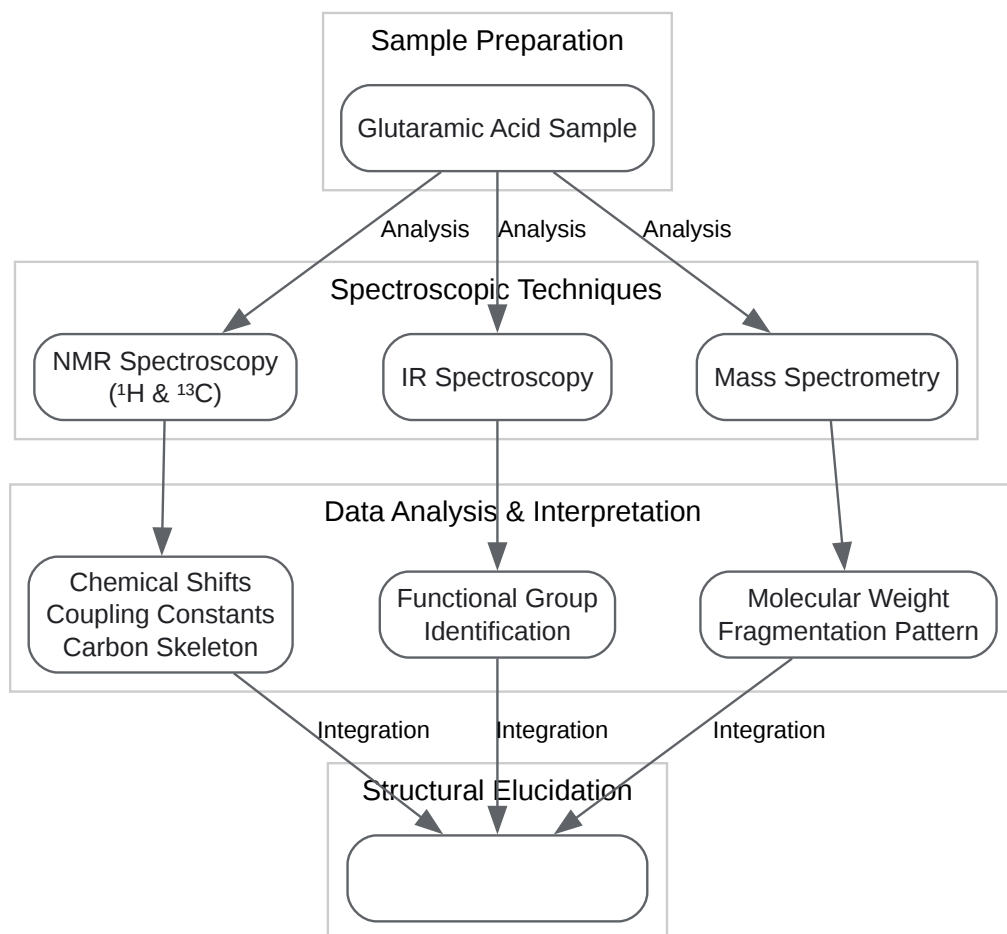 Sample Preparation
Glutaramic Acid Sample
Analysis
Analysis
Analysis
Spectroscopic Techniques
NMR Spectroscopy
(¹H & ¹³C)
IR Spectroscopy
Mass Spectrometry
Data Analysis & Interpretation
Chemical Shifts
Coupling Constants
Carbon Skeleton
Functional Group
Identification
Molecular Weight
Fragmentation Pattern
Integration
Integration
Integration
Structural Elucidation